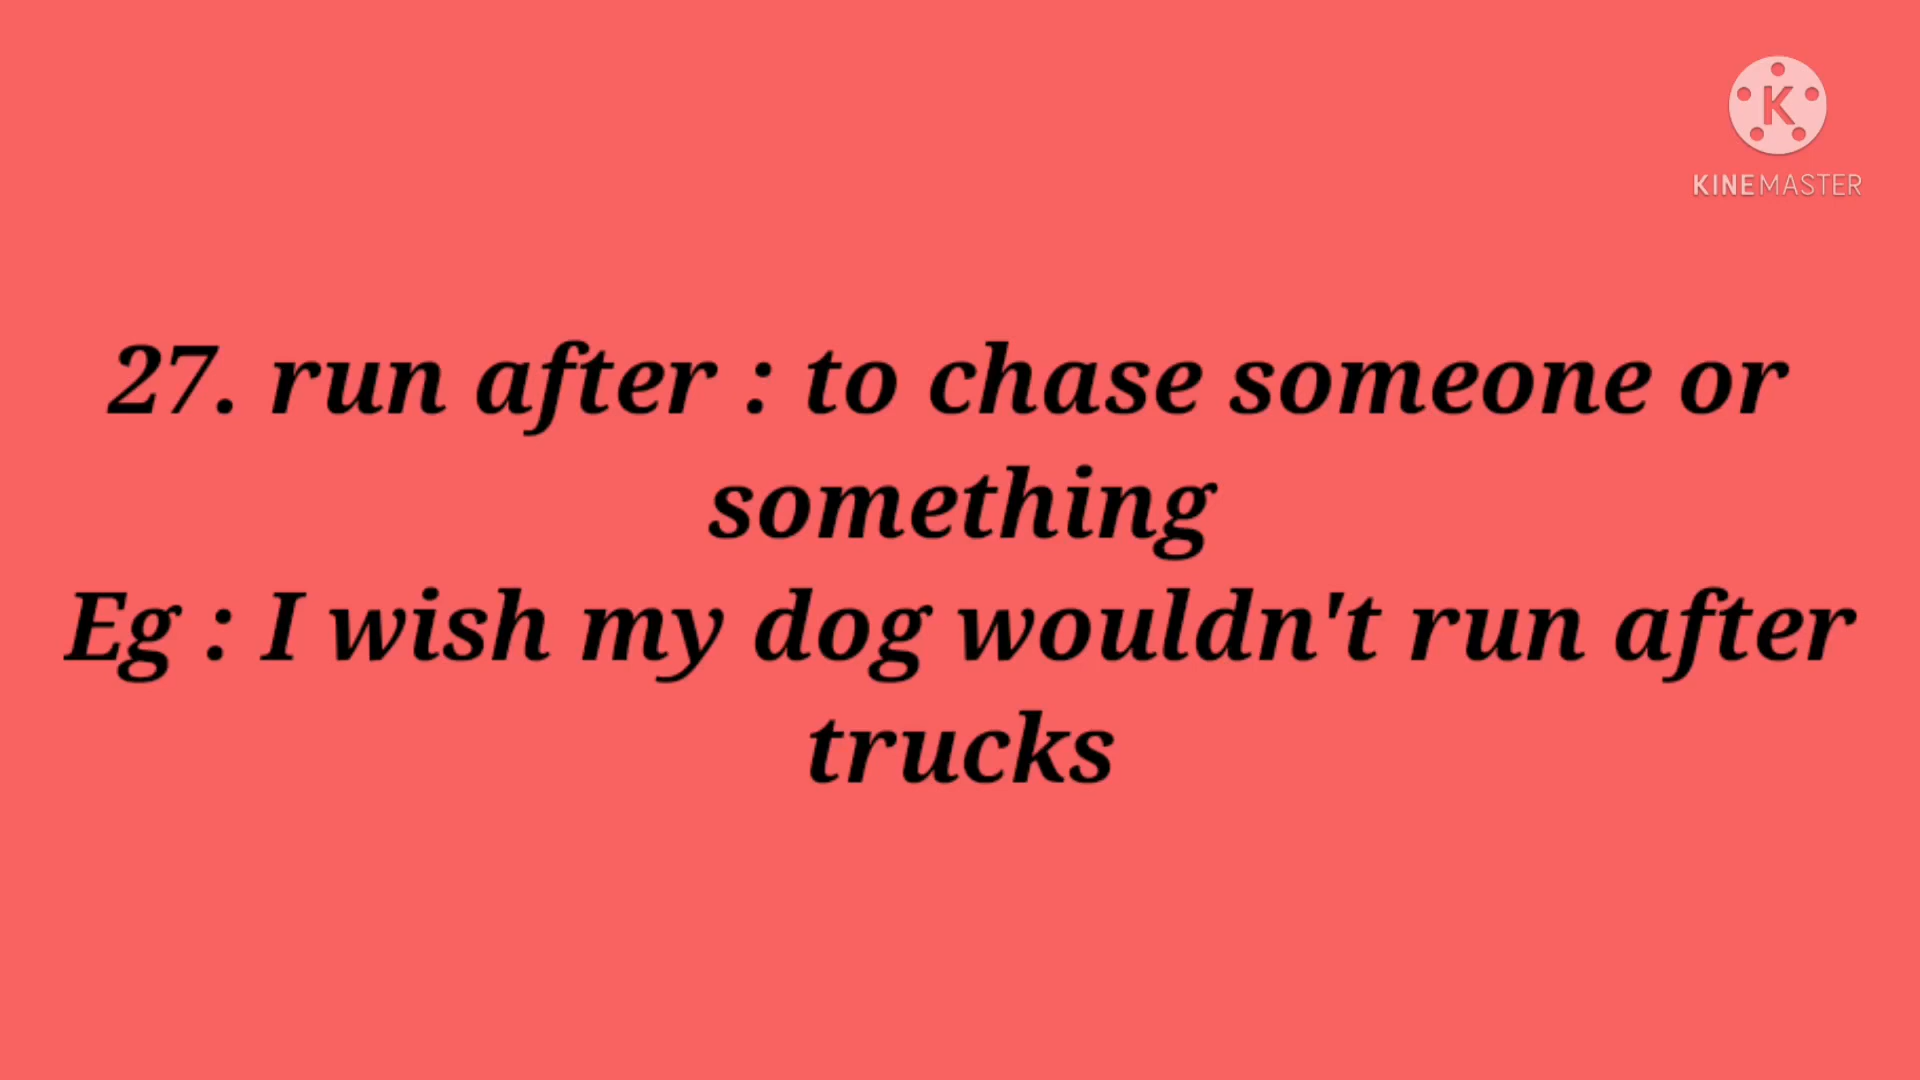 K
KINEMASTER
27. run after : to chase someone or
something
Eg : I wish my dog wouldn't run after
trucks